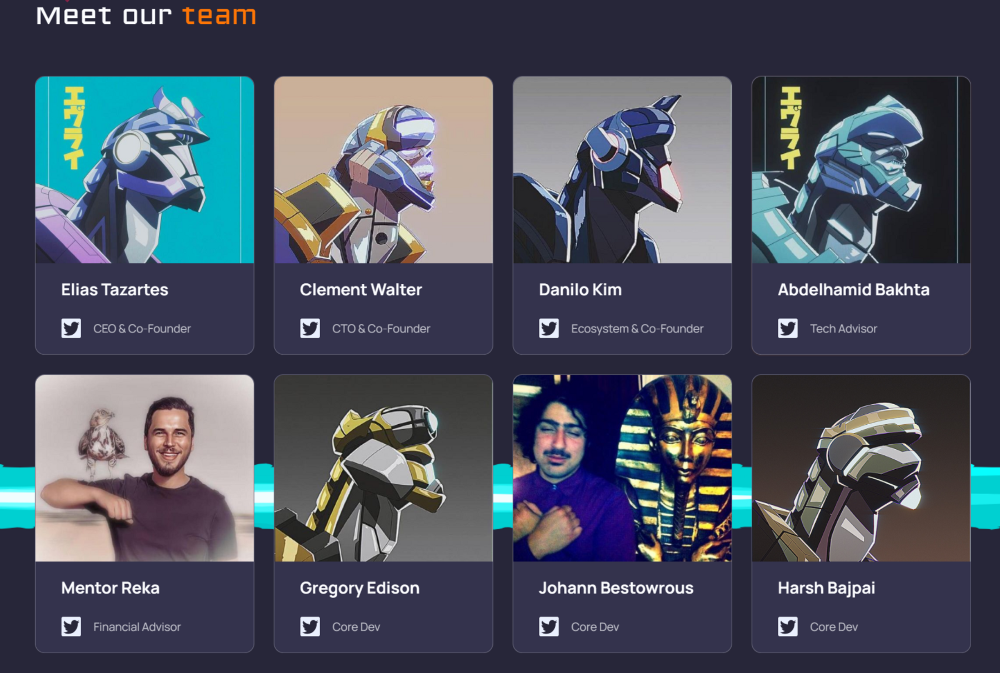 Meet our team
エヴライ
エヴライ
Elias Tazartes
Clement Walter
Danilo Kim
Abdelhamid Bakhta
CEO & Co-Founder
CTO & Co-Founder
Ecosystem & Co-Founder
Tech Advisor
Mentor Reka
Gregory Edison
Johann Bestowrous
Harsh Bajpai
Financial Advisor
Core Dev
Core Dev
Core Dev